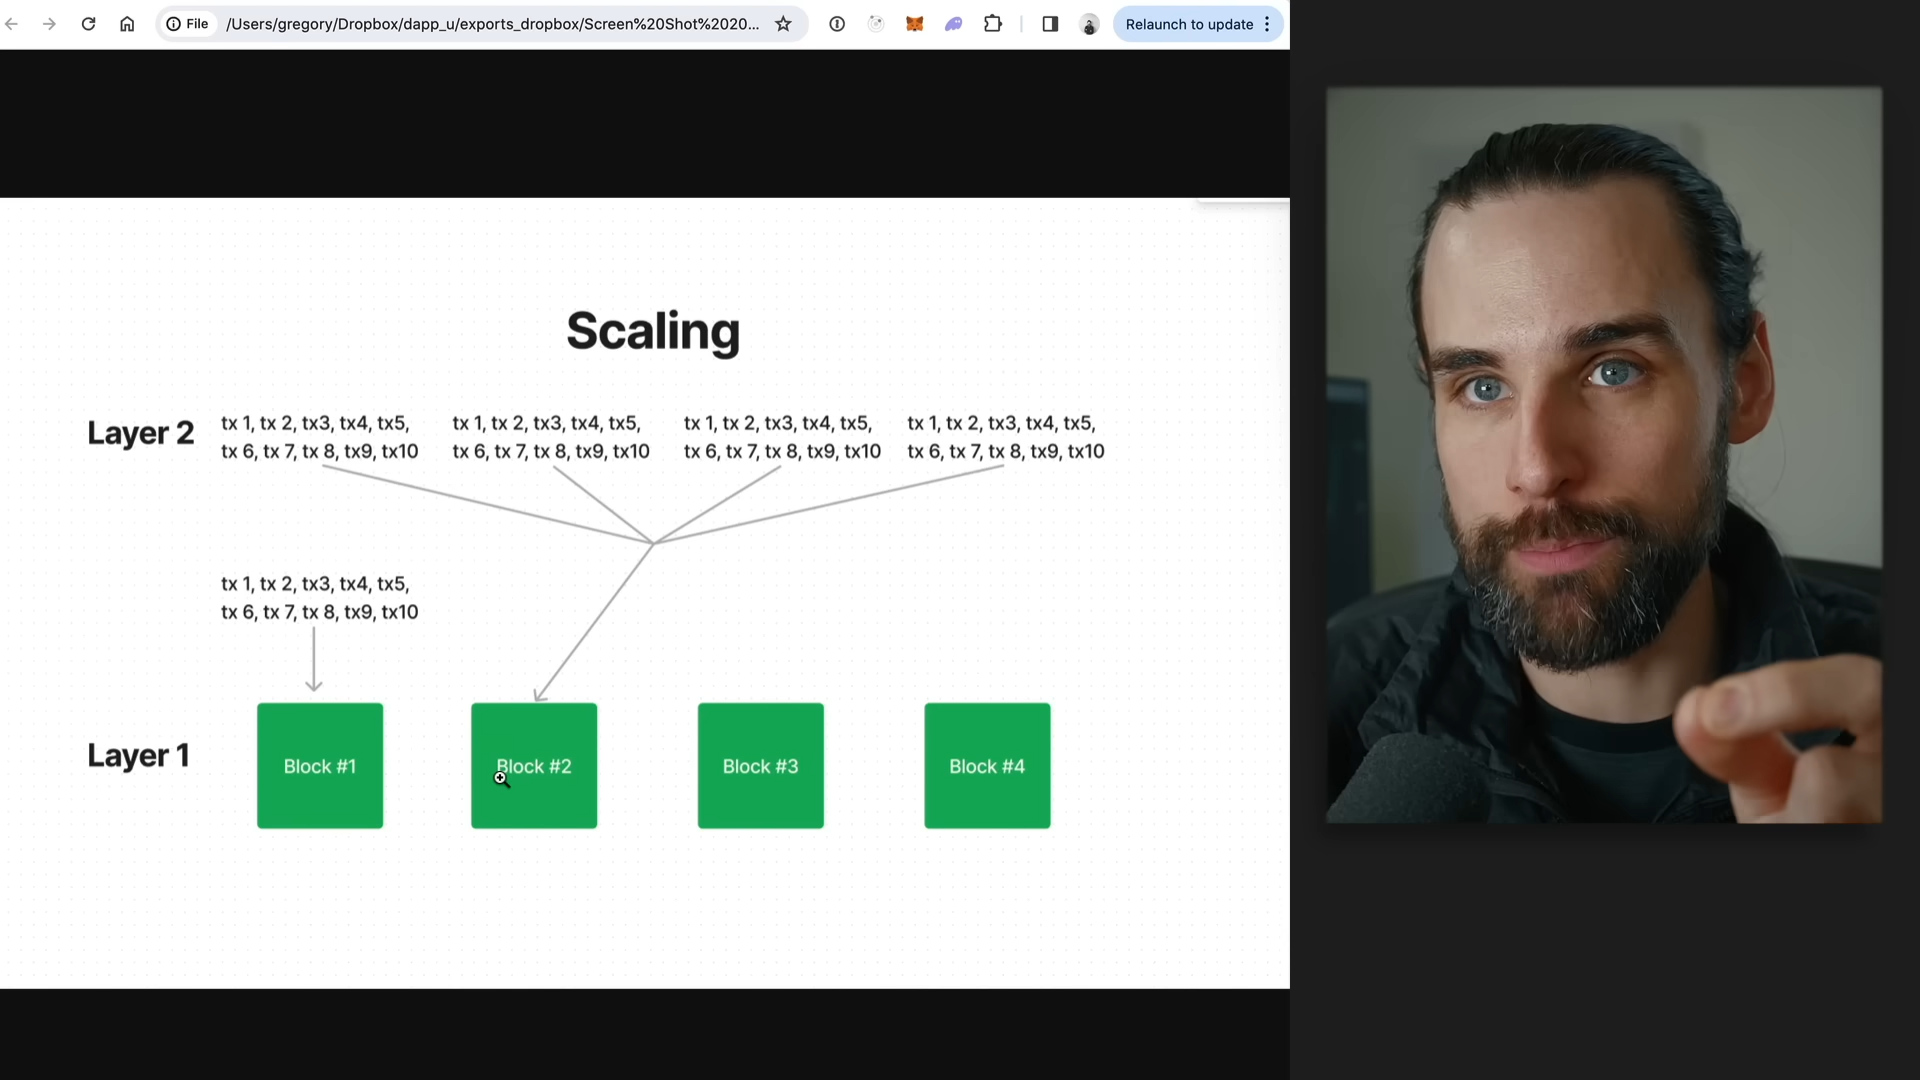 File
/Users/gregory/Dropbox/dapp_u/exports_dropbox/Screen%20Shot%2020...
Relaunch to update
Scaling
Layer 2
tx 1, tx 2, tx3, tx4, tx5,
tx 6, tx 7, tx 8, tx9, tx10
tx 1, tx 2, tx3, tx4, tx5,
tx 6, tx 7, tx 8, tx9, tx10
tx 1, tx 2, tx3, tx4, tx5,
tx 6, tx 7, tx 8, tx9, tx10
tx 1, tx 2, tx3, tx4, tx5,
tx 6, tx 7, tx 8, tx9, tx10
tx 1, tx 2, tx3, tx4, tx5,
tx 6, tx 7, tx 8, tx9, tx10
Layer 1
Block #1
Block #2
Block #3
Block #4